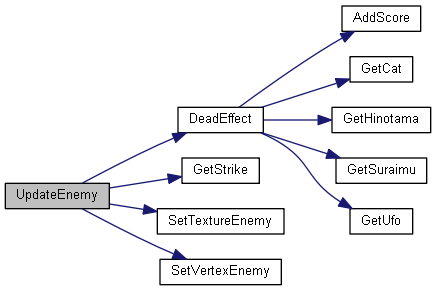 AddScore
GetCat
DeadEffect
GetHinotama
GetStrike
GetSuraimu
UpdateEnemy
SetTextureEnemy
GetUfo
SetVertexEnemy